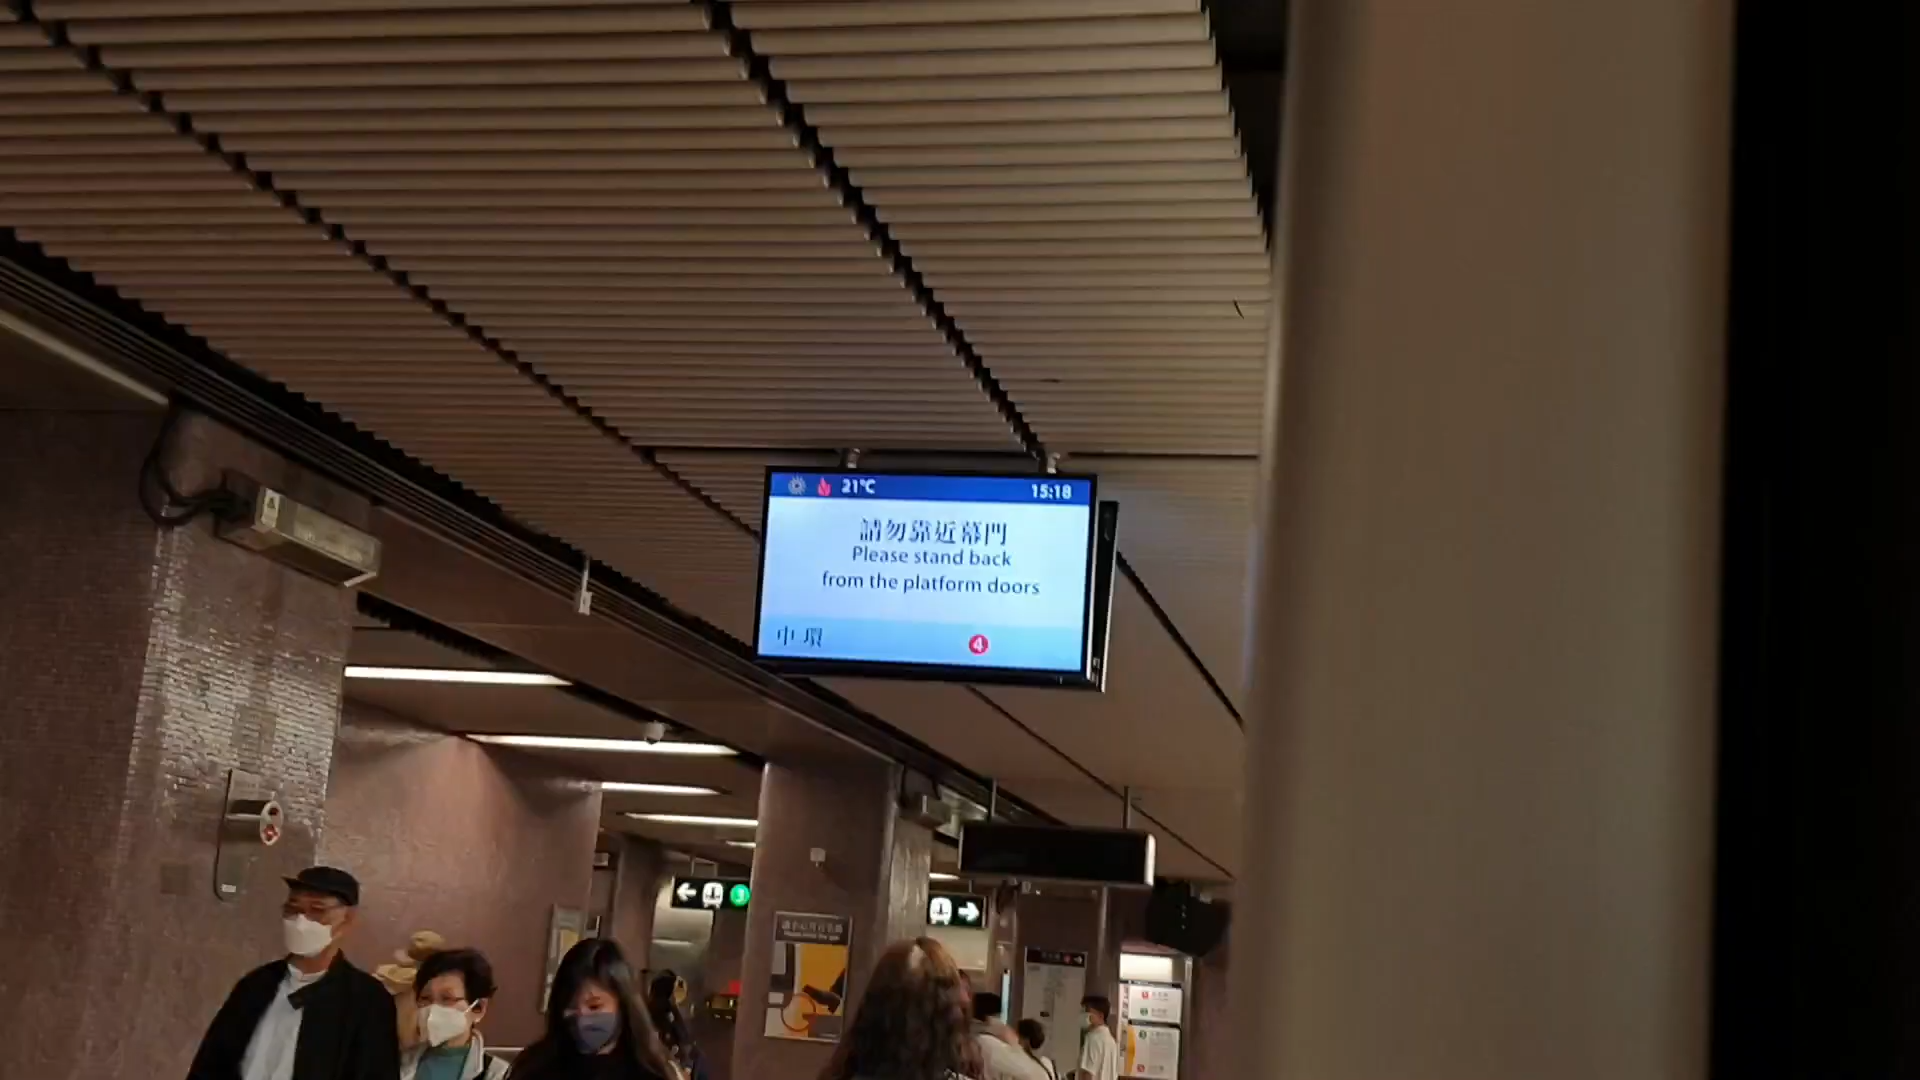 21°C 15:18
請勿靠近幕門
Please stand back
from the platform doors
中環 4
3